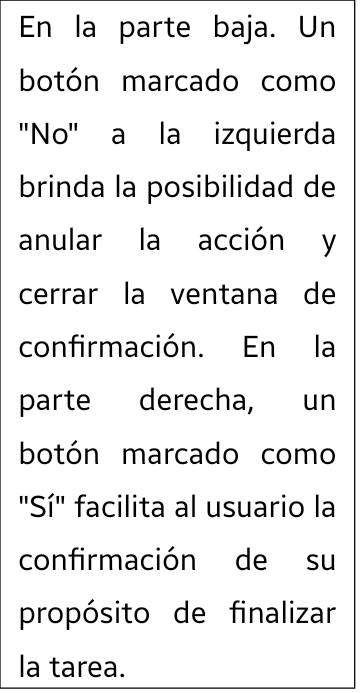 En la parte baja. Un
botón marcado como
"No" a la izquierda
brinda la posibilidad de
anular la acción y
cerrar la ventana de
confirmación. En la
parte derecha, un
botón marcado como
"Sí" facilita al usuario la
confirmación de su
propósito de finalizar
la tarea.